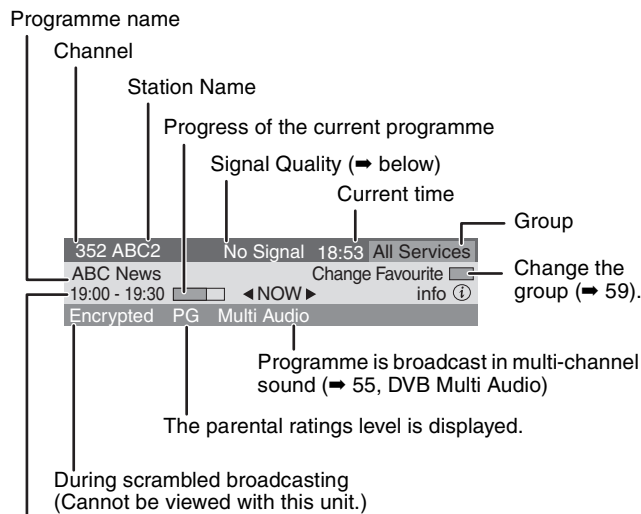 Programme name
Channel
Station Name
Progress of the current programme
Signal Quality (➡ below)
Current time
Group
352 ABC2 No Signal 18:53 All Services
ABC News Change Favourite
19:00 - 19:30 ◀NOW▶ info ⓘ
Encrypted PG Multi Audio
Change the
group (➡ 59).
Programme is broadcast in multi-channel
sound (➡ 55, DVB Multi Audio)
The parental ratings level is displayed.
During scrambled broadcasting
(Cannot be viewed with this unit.)